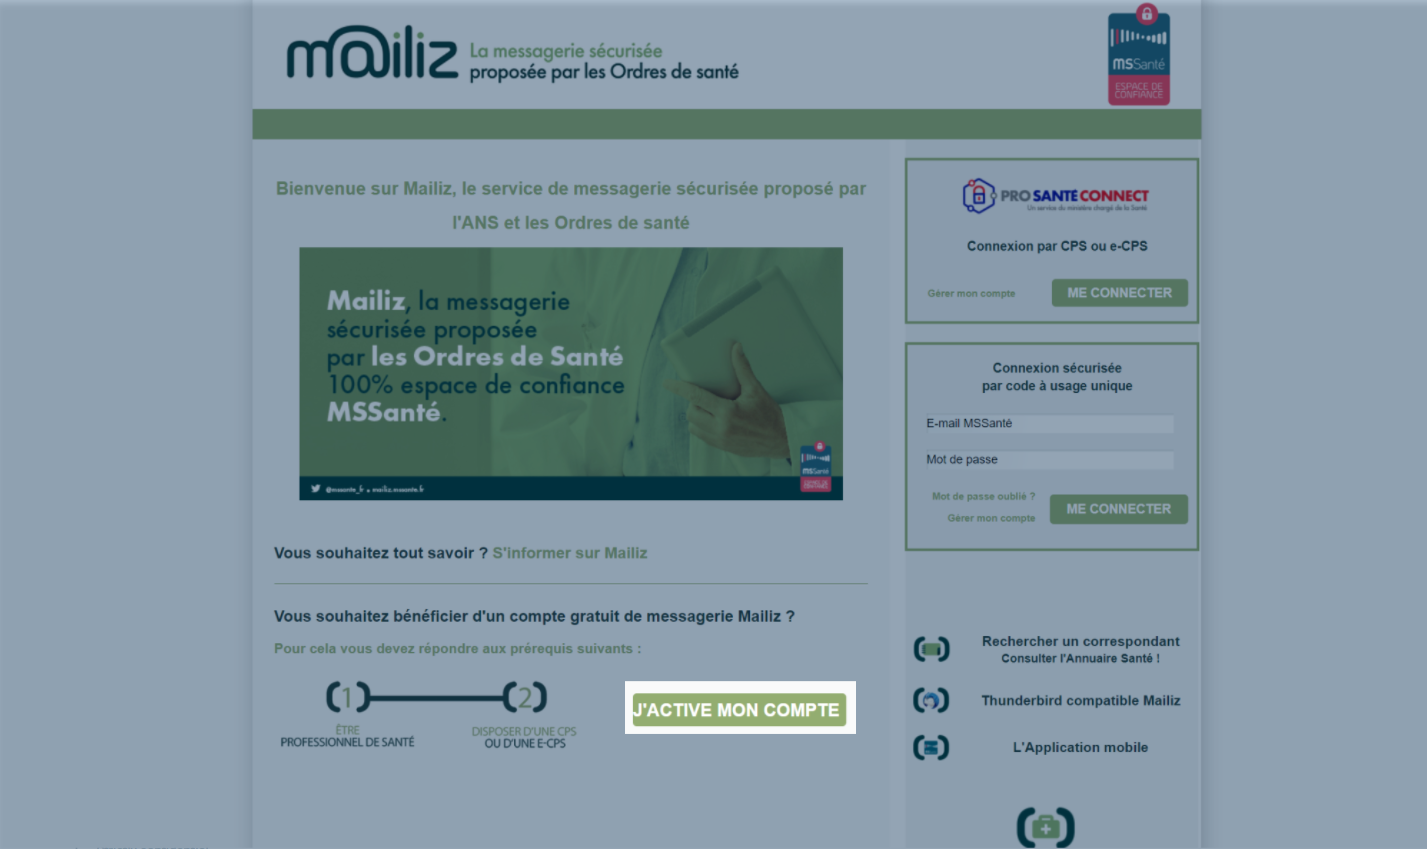 m@iliz
La messagerie sécurisée
proposée par les Ordres de santé
MSSanté
ESPACE DE
CONFIANCE
Bienvenue sur Mailiz, le service de messagerie sécurisée proposé par
l'ANS et les Ordres de santé
Mailiz, la messagerie
sécurisée proposée
par les Ordres de Santé
100% espace de confiance
MSSanté.
@mssante_fr • mailiz.mssante.fr
MSSanté
Vous souhaitez tout savoir ? S'informer sur Mailiz
Vous souhaitez bénéficier d'un compte gratuit de messagerie Mailiz ?
Pour cela vous devez répondre aux prérequis suivants :
(1) (2)
ÊTRE
PROFESSIONNEL DE SANTÉ
DISPOSER D'UNE CPS
OU D'UNE E-CPS
J'ACTIVE MON COMPTE
PRO SANTÉ CONNECT
Un service du ministère chargé de la Santé
Connexion par CPS ou e-CPS
Gérer mon compte
ME CONNECTER
Connexion sécurisée
par code à usage unique
E-mail MSSanté
Mot de passe
Mot de passe oublié ?
Gérer mon compte
ME CONNECTER
Rechercher un correspondant
Consulter l'Annuaire Santé !
Thunderbird compatible Mailiz
L'Application mobile